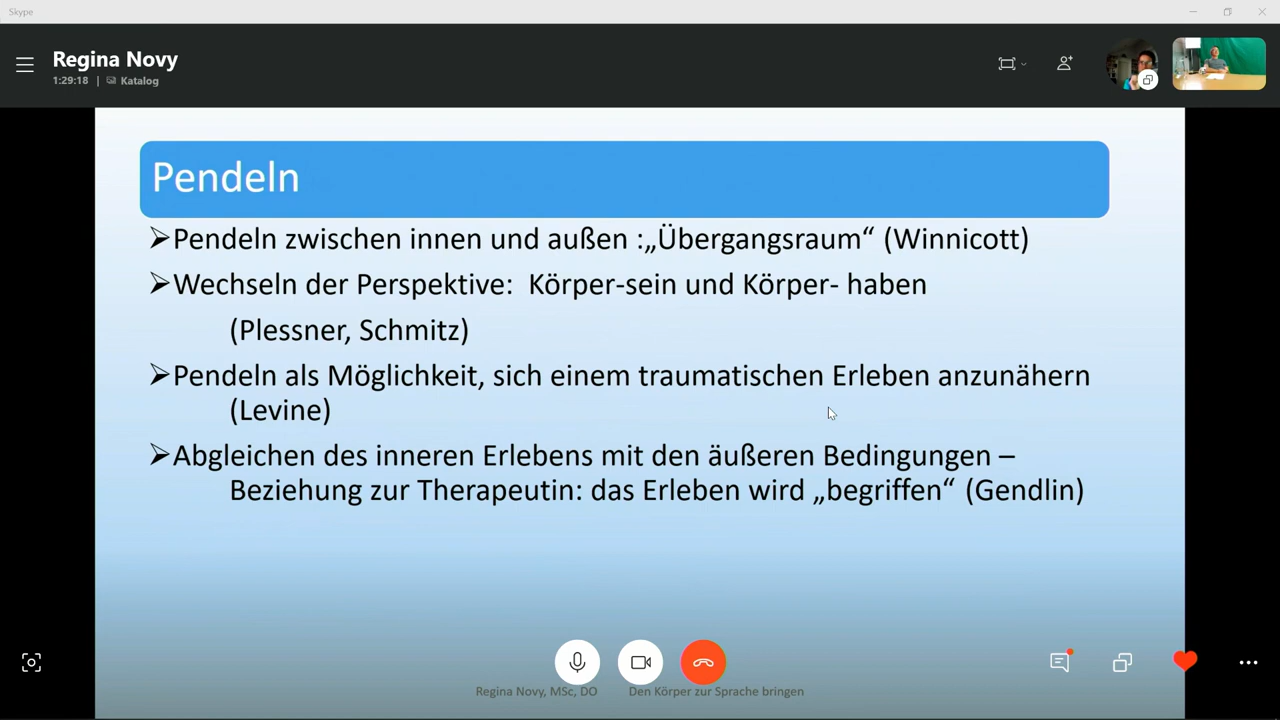 Skype
Regina Novy
1:29:18 | Katalog
Pendeln
➢Pendeln zwischen innen und außen :„Übergangsraum“ (Winnicott)
➢Wechseln der Perspektive: Körper-sein und Körper- haben
(Plessner, Schmitz)
➢Pendeln als Möglichkeit, sich einem traumatischen Erleben anzunähern
(Levine)
➢Abgleichen des inneren Erlebens mit den äußeren Bedingungen –
Beziehung zur Therapeutin: das Erleben wird „begriffen“ (Gendlin)
Regina Novy, MSc, DO Den Körper zur Sprache bringen